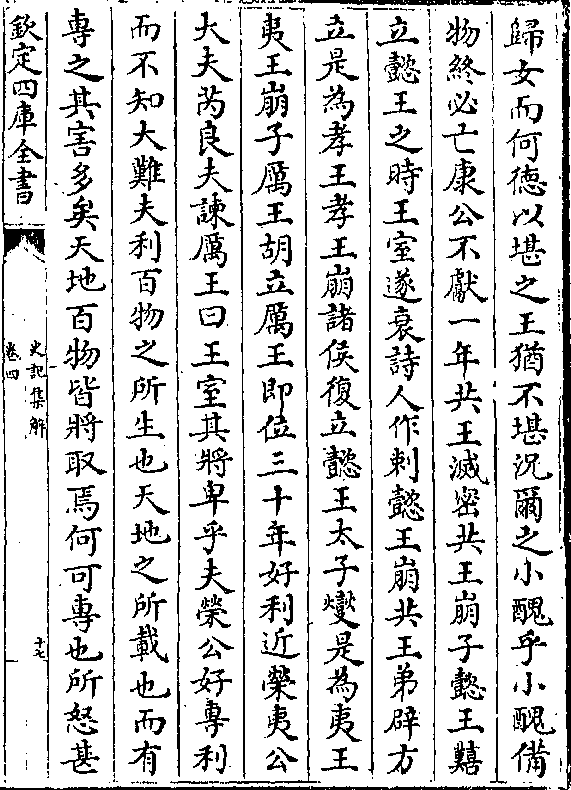 歸女而何徳以堪之王猶不堪況爾之小醜乎小醜備
物終必亡康公不獻一年共王滅密共王崩子懿王囏
立懿王之時王室遂衰詩人作刺懿王崩共王弟辟方
立是為孝王孝王崩諸侯復立懿王太子燮是為夷王
夷王崩子厲王胡立厲王即位三十年好利近榮夷公
大夫芮良夫諫厲王曰王室其將卑乎夫榮公好專利
而不知大難夫利百物之所生也天地之所載也而有
專之其害多矣天地百物皆將取焉何可專也所怒甚
欽定四庫全書
史記集解
卷四
十七